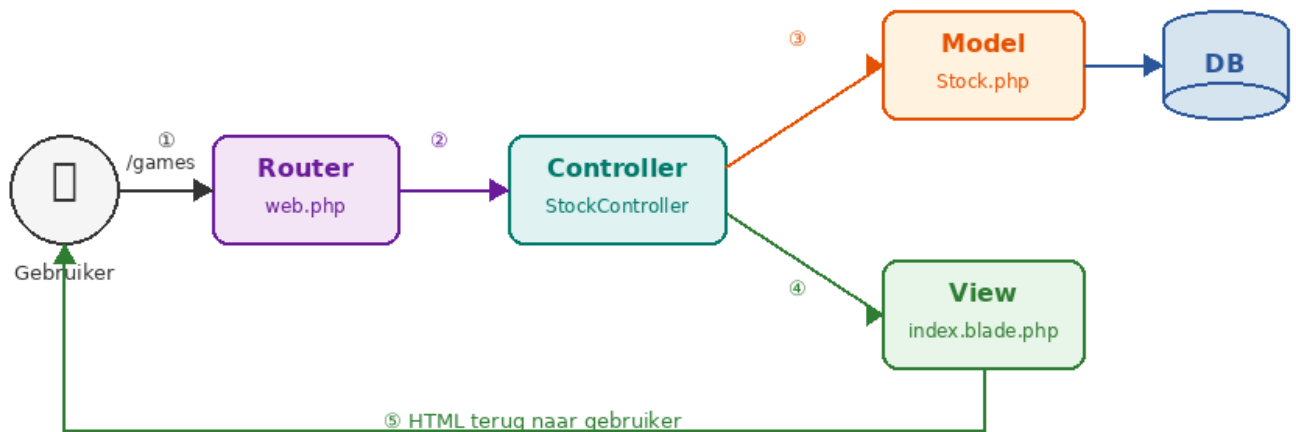 ③
Model
Stock.php
DB
①
/games
②
Router
web.php
Controller
StockController
Gebruiker
④
View
index.blade.php
⑤ HTML terug naar gebruiker